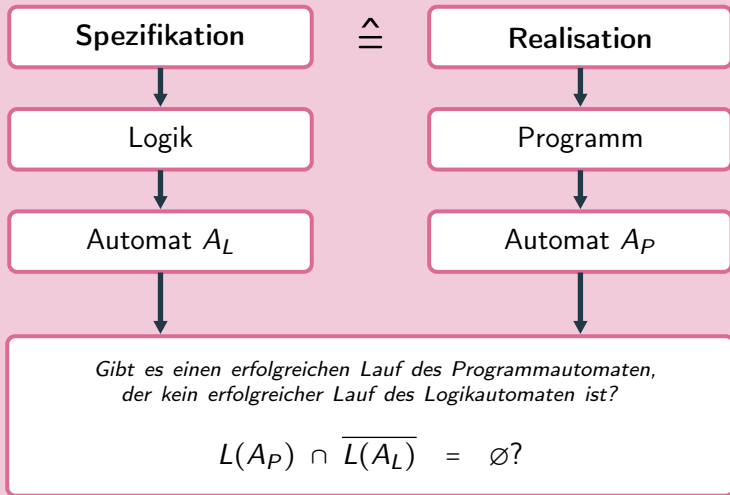 Spezifikation ≙ Realisation
Logik Programm
Automat A_L Automat A_P
Gibt es einen erfolgreichen Lauf des Programmautomaten,
der kein erfolgreicher Lauf des Logikautomaten ist?
L(A_P) ∩ \overline{L(A_L)} = ∅?